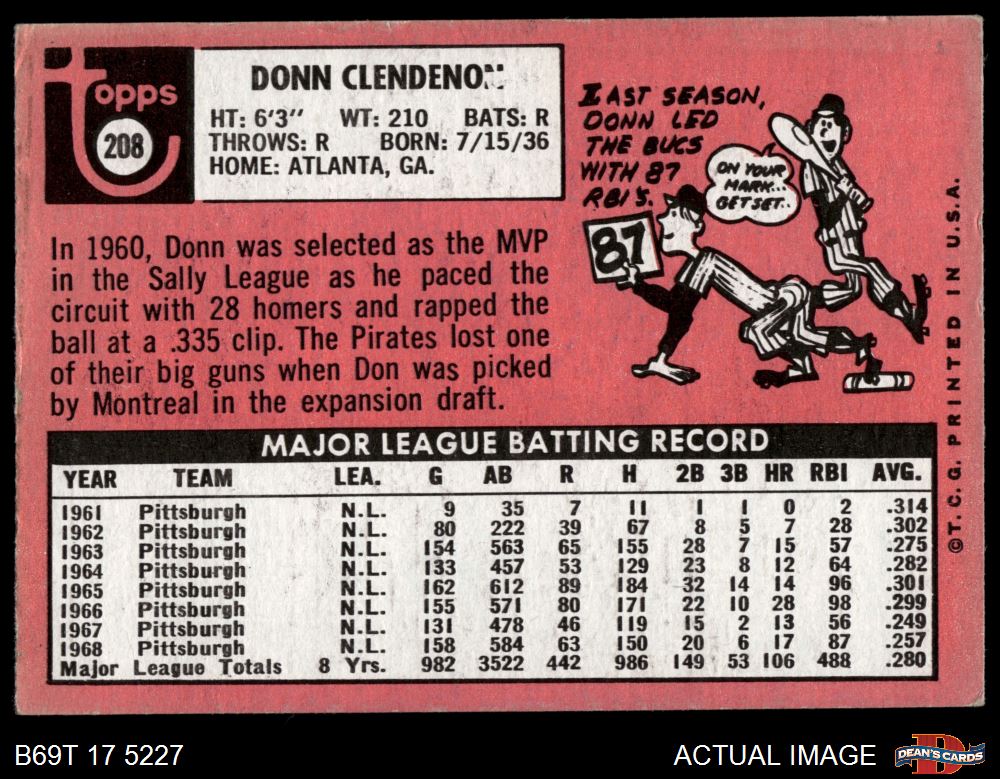 Topps
208
DONN CLENDENON
HT: 6'3" WT: 210 BATS: R
THROWS: R BORN: 7/15/36
HOME: ATLANTA, GA.
LAST SEASON,
DONN LED
THE BUCS
WITH 87
RBI'S.
ON YOUR
MARK...
GET SET..
87
In 1960, Donn was selected as the MVP
in the Sally League as he paced the
circuit with 28 homers and rapped the
ball at a .335 clip. The Pirates lost one
of their big guns when Don was picked
by Montreal in the expansion draft.
MAJOR LEAGUE BATTING RECORD
YEAR TEAM LEA. G AB R H 2B 3B HR RBI AVG.
1961 Pittsburgh N.L. 9 35 7 11 1 1 0 2 .314
1962 Pittsburgh N.L. 80 222 39 67 8 5 7 28 .302
1963 Pittsburgh N.L. 154 563 65 155 28 7 15 57 .275
1964 Pittsburgh N.L. 133 457 53 129 23 8 12 64 .282
1965 Pittsburgh N.L. 162 612 89 184 32 14 14 96 .301
1966 Pittsburgh N.L. 155 571 80 171 22 10 28 98 .299
1967 Pittsburgh N.L. 131 478 46 119 15 2 13 56 .249
1968 Pittsburgh N.L. 158 584 63 150 20 6 17 87 .257
Major League Totals 8 Yrs. 982 3522 442 986 149 53 106 488 .280
©T.C.G. PRINTED IN U.S.A.
B69T 17 5227
ACTUAL IMAGE
DEAN'S CARDS